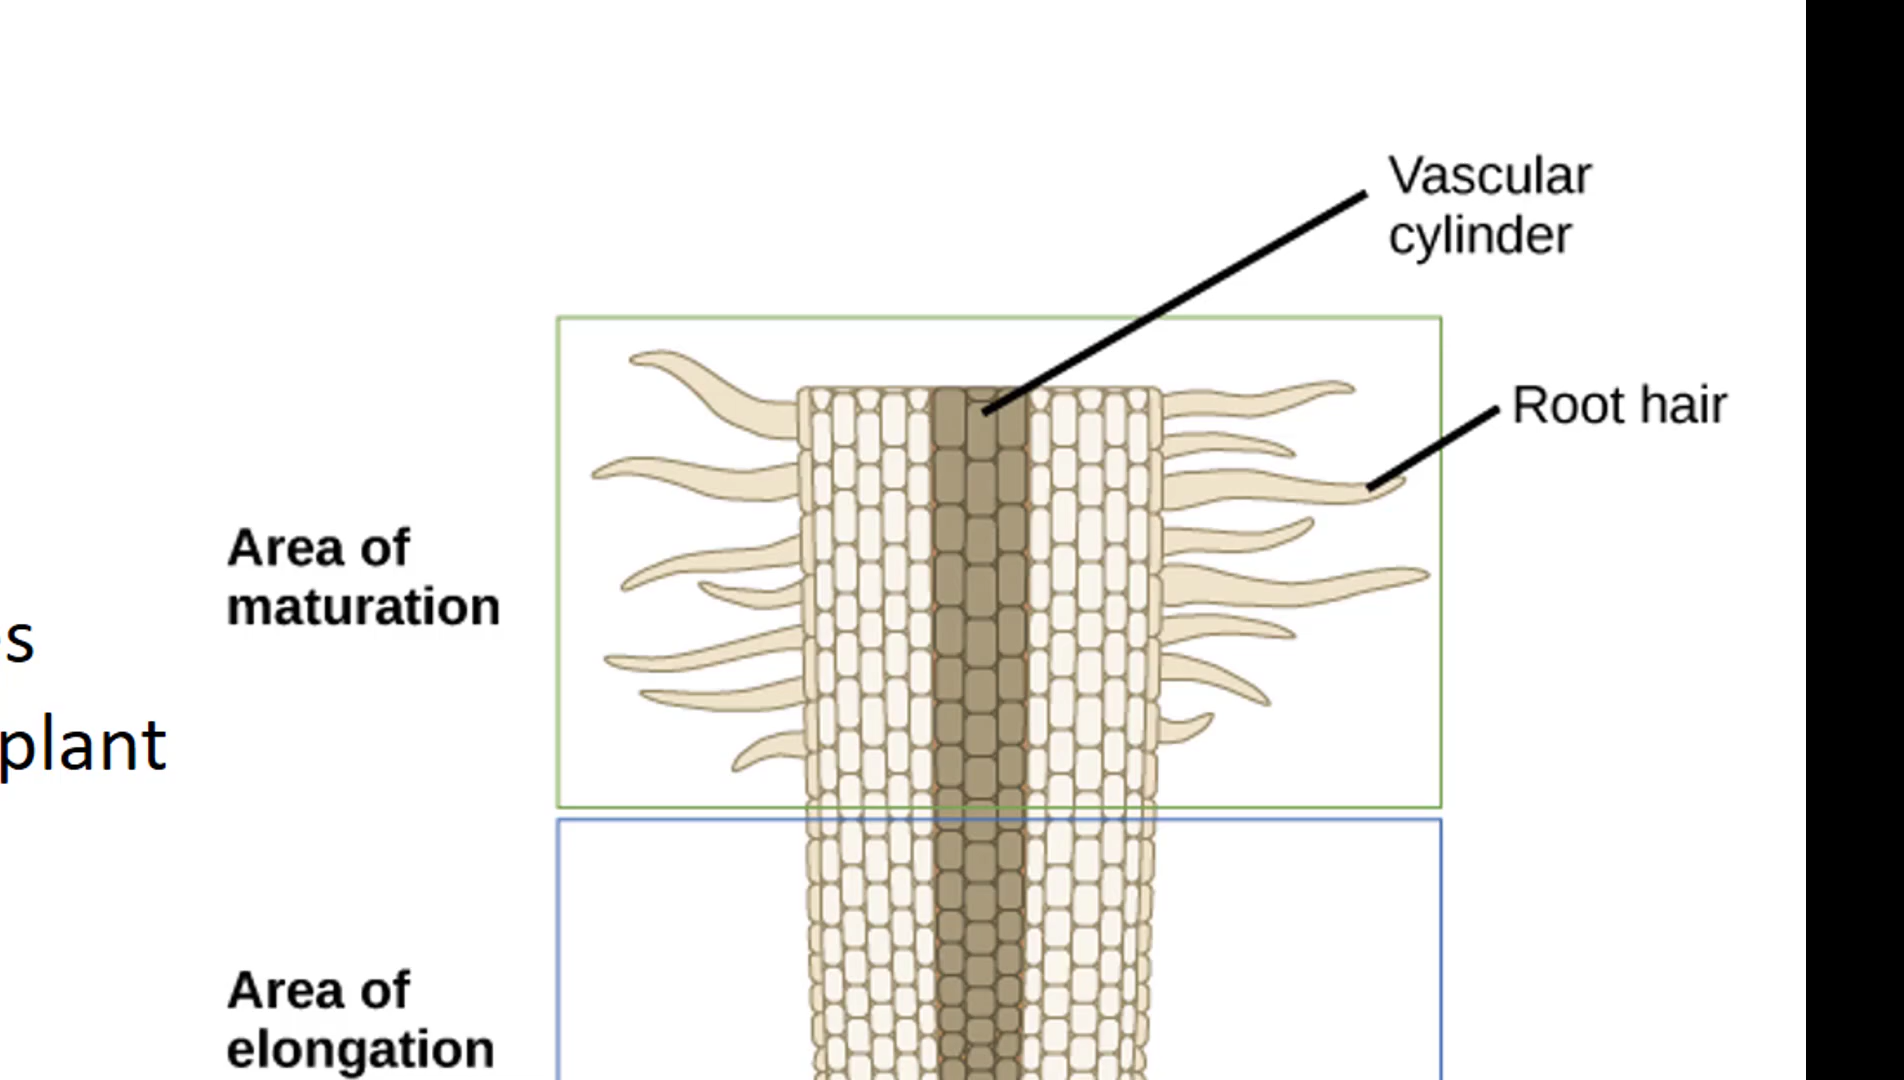 Vascular
cylinder
Root hair
Area of
maturation
plant
Area of
elongation